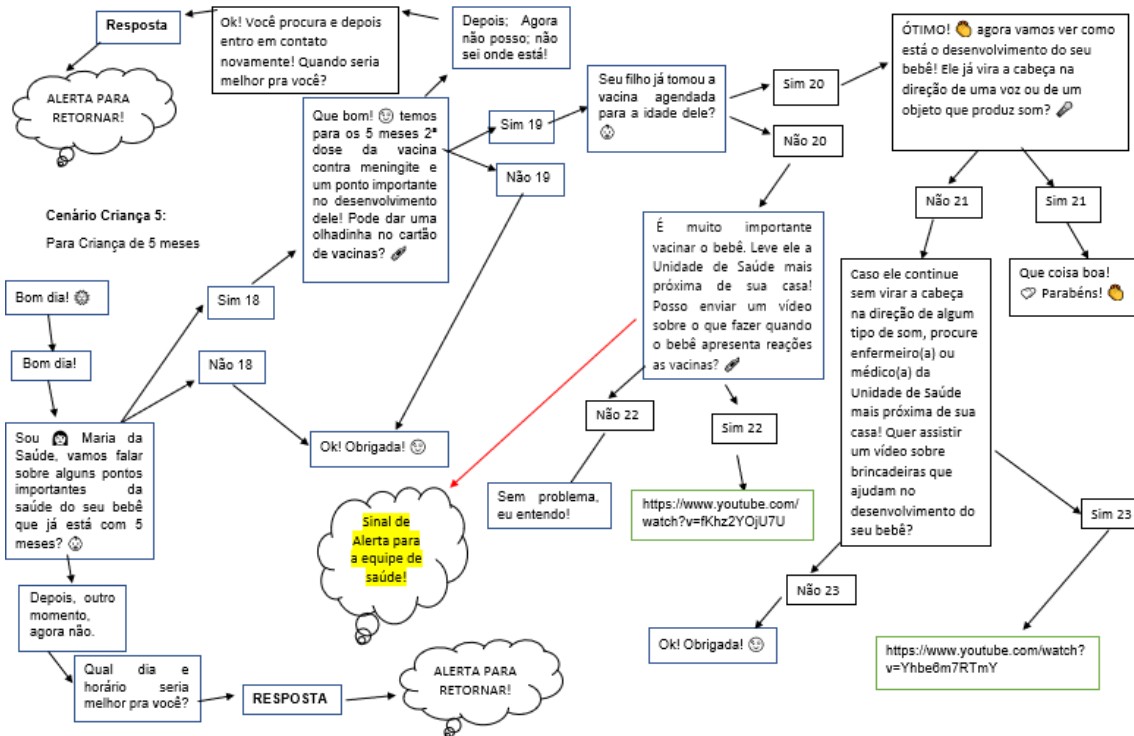 Resposta
Ok! Você procura e depois
entro em contato
novamente! Quando seria
melhor pra você?
Depois; Agora
não posso; não
sei onde está!
ALERTA PARA
RETORNAR!
Que bom! 😉 temos
para os 5 meses 2ª
dose da vacina
contra meningite e
um ponto importante
no desenvolvimento
dele! Pode dar uma
olhadinha no cartão
de vacinas?
Sim 19
Não 19
Seu filho já tomou a
vacina agendada
para a idade dele?
Sim 20
Não 20
ÓTIMO! 👏 agora vamos ver como
está o desenvolvimento do seu
bebê! Ele já vira a cabeça na
direção de uma voz ou de um
objeto que produz som? 🎤
Não 21
Sim 21
Cenário Criança 5:
Para Criança de 5 meses
Bom dia! 🌞
Bom dia!
Sim 18
Não 18
Sou 👩 Maria da
Saúde, vamos falar
sobre alguns pontos
importantes da
saúde do seu bebê
que já está com 5
meses? 👶
Ok! Obrigada! 😉
É muito importante
vacinar o bebê. Leve ele a
Unidade de Saúde mais
próxima de sua casa!
Posso enviar um vídeo
sobre o que fazer quando
o bebê apresenta reações
as vacinas?
Não 22
Sim 22
Sem problema,
eu entendo!
https://www.youtube.com/
watch?v=fKhz2YOjU7U
Caso ele continue
sem virar a cabeça
na direção de algum
tipo de som, procure
enfermeiro(a) ou
médico(a) da
Unidade de Saúde
mais próxima de sua
casa! Quer assistir
um vídeo sobre
brincadeiras que
ajudam no
desenvolvimento do
seu bebê?
Que coisa boa!
Parabéns! 👏
Sinal de
Alerta para
a equipe de
saúde!
Não 23
Sim 23
Ok! Obrigada! 😉
https://www.youtube.com/watch?
v=Yhbe6m7RTmY
Depois, outro
momento,
agora não.
Qual dia e
horário seria
melhor pra você?
RESPOSTA
ALERTA PARA
RETORNAR!